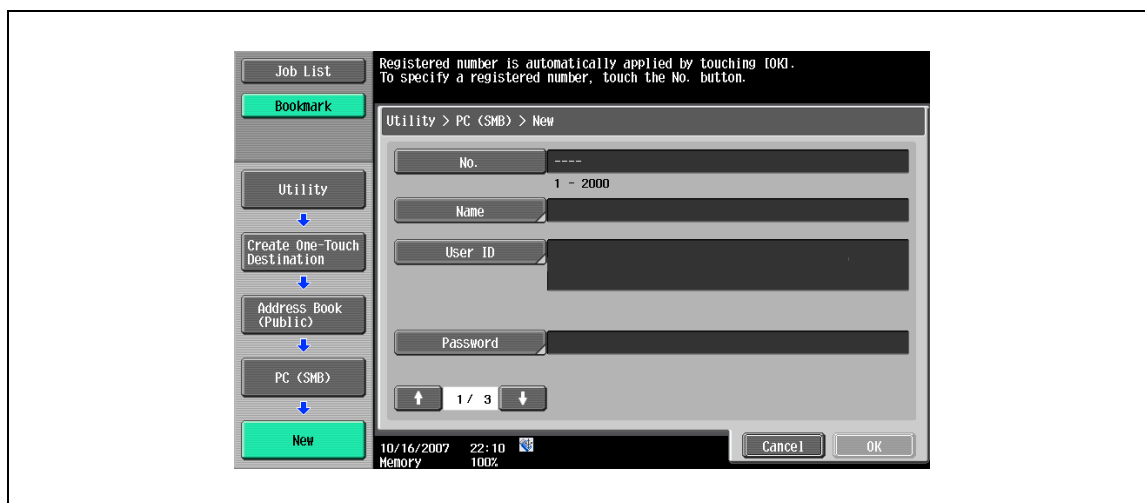 Job List
Bookmark
Registered number is automatically applied by touching [OK].
To specify a registered number, touch the No. button.
Utility > PC (SMB) > New
No.
----
1 - 2000
Name
User ID
Password
1/ 3
Utility
Create One-Touch
Destination
Address Book
(Public)
PC (SMB)
New
10/16/2007 22:10
Memory 100%
Cancel
OK